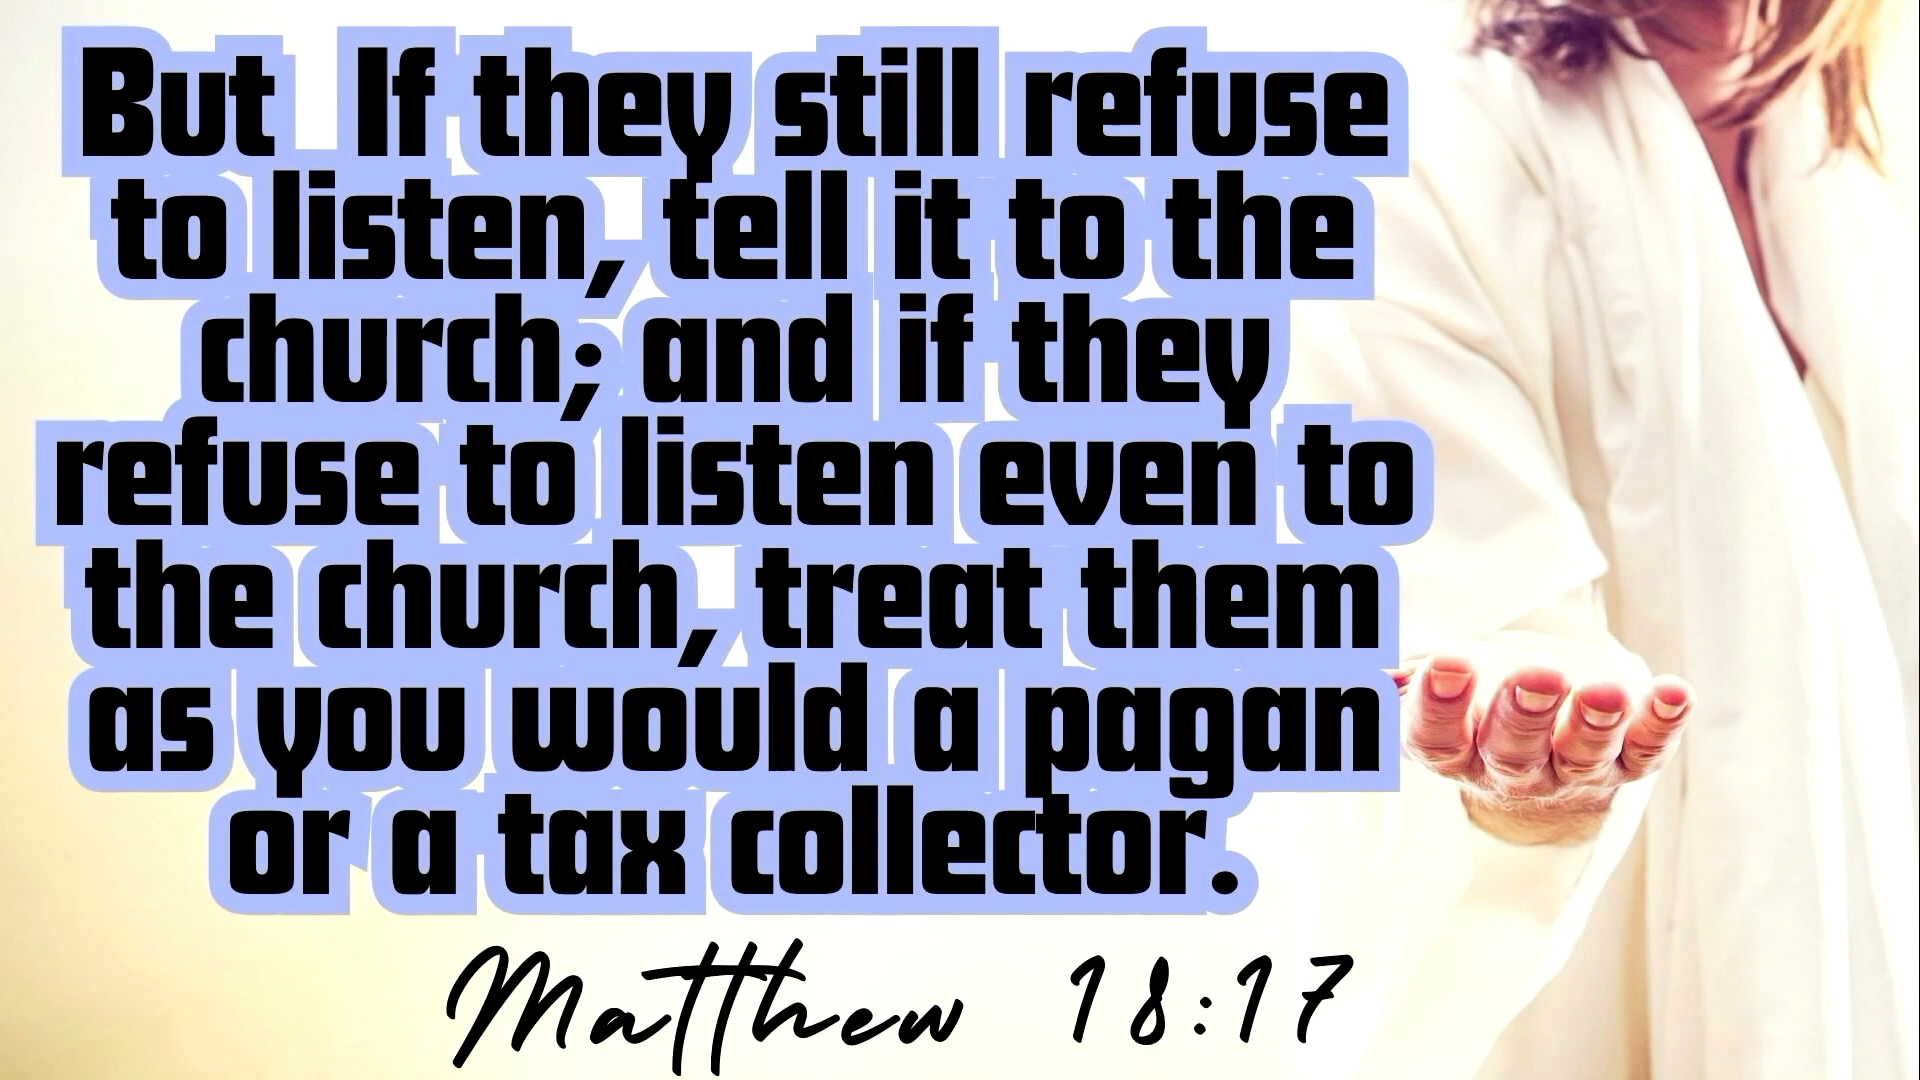 But If they still refuse
to listen, tell it to the
church; and if they
refuse to listen even to
the church, treat them
as you would a pagan
or a tax collector.
Matthew 18:17